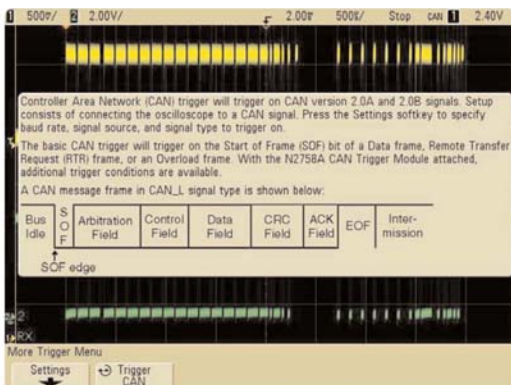 1 500▽/ 2 2.00V/ 2.00▽ 500%/ Stop CAN 1 2.40V
Controller Area Network (CAN) trigger will trigger on CAN version 2.0A and 2.0B signals. Setup
consists of connecting the oscilloscope to a CAN signal. Press the Settings softkey to specify
baud rate, signal source, and signal type to trigger on.
The basic CAN trigger will trigger on the Start of Frame (SOF) bit of a Data frame, Remote Transfer
Request (RTR) frame, or an Overload frame. With the N2758A CAN Trigger Module attached,
additional trigger conditions are available.
A CAN message frame in CAN_L signal type is shown below:
Bus Idle
SOF
Arbitration Field
Control Field
Data Field
CRC Field
ACK Field
EOF
Inter-mission
SOF edge
2
RX
More Trigger Menu
Settings
Trigger
CAN